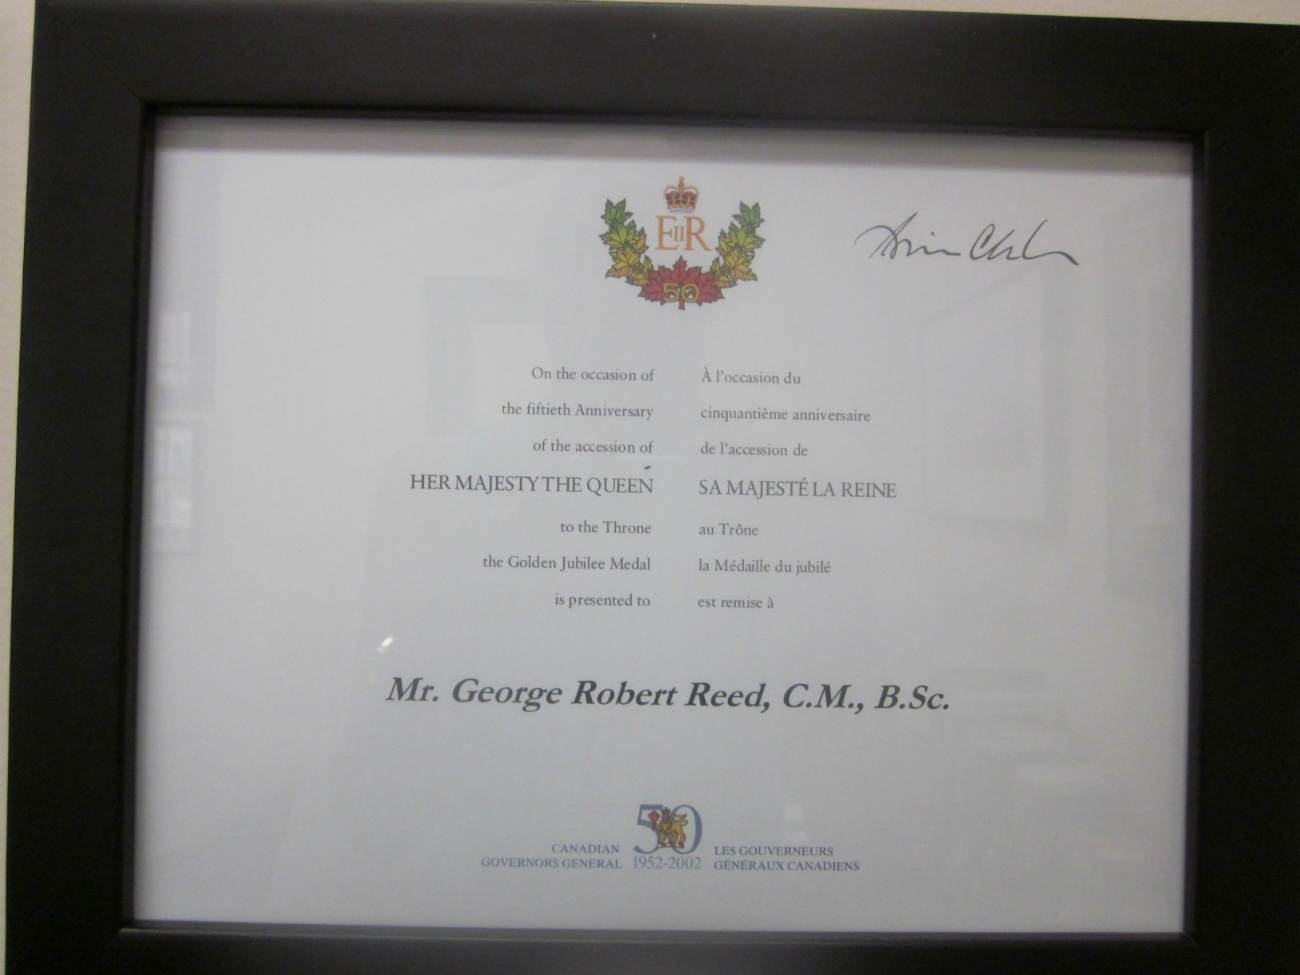 EIIR
50
On the occasion of
the fiftieth Anniversary
of the accession of
HER MAJESTY THE QUEEN
to the Throne
the Golden Jubilee Medal
is presented to
À l'occasion du
cinquantième anniversaire
de l'accession de
SA MAJESTÉ LA REINE
au Trône
la Médaille du jubilé
est remise à
Mr. George Robert Reed, C.M., B.Sc.
CANADIAN
GOVERNORS GENERAL
50
1952-2002
LES GOUVERNEURS
GÉNÉRAUX CANADIENS